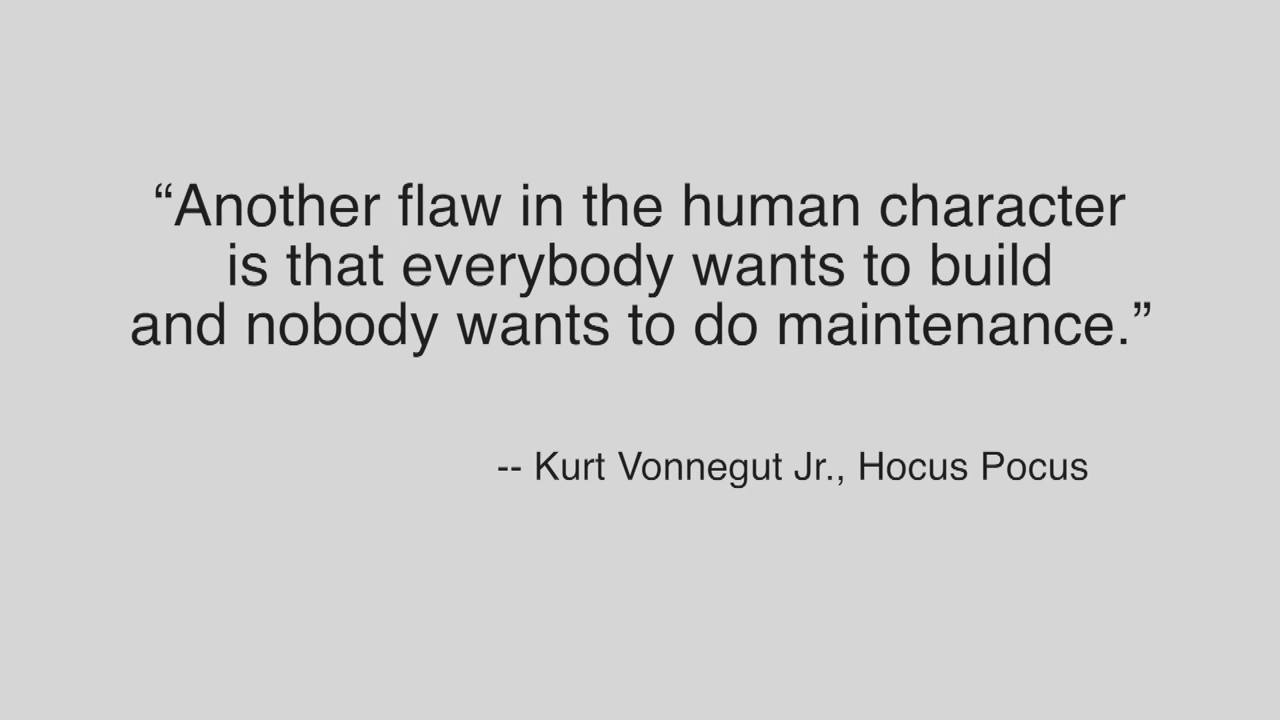 “Another flaw in the human character
is that everybody wants to build
and nobody wants to do maintenance.”
-- Kurt Vonnegut Jr., Hocus Pocus